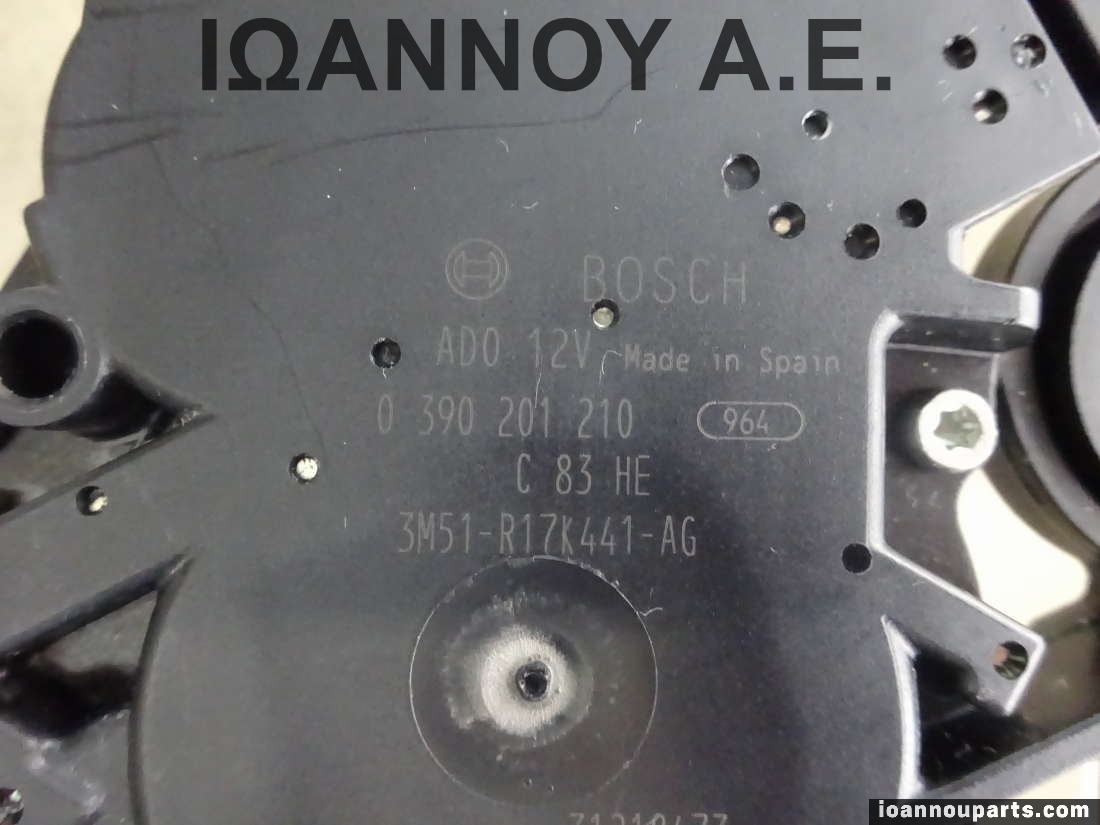 ΙΩΑΝΝΟΥ Α.Ε.
BOSCH
ADO 12V Made in Spain
0 390 201 210 964
C 83 HE
3M51-R17K441-AG
ioannouparts.com